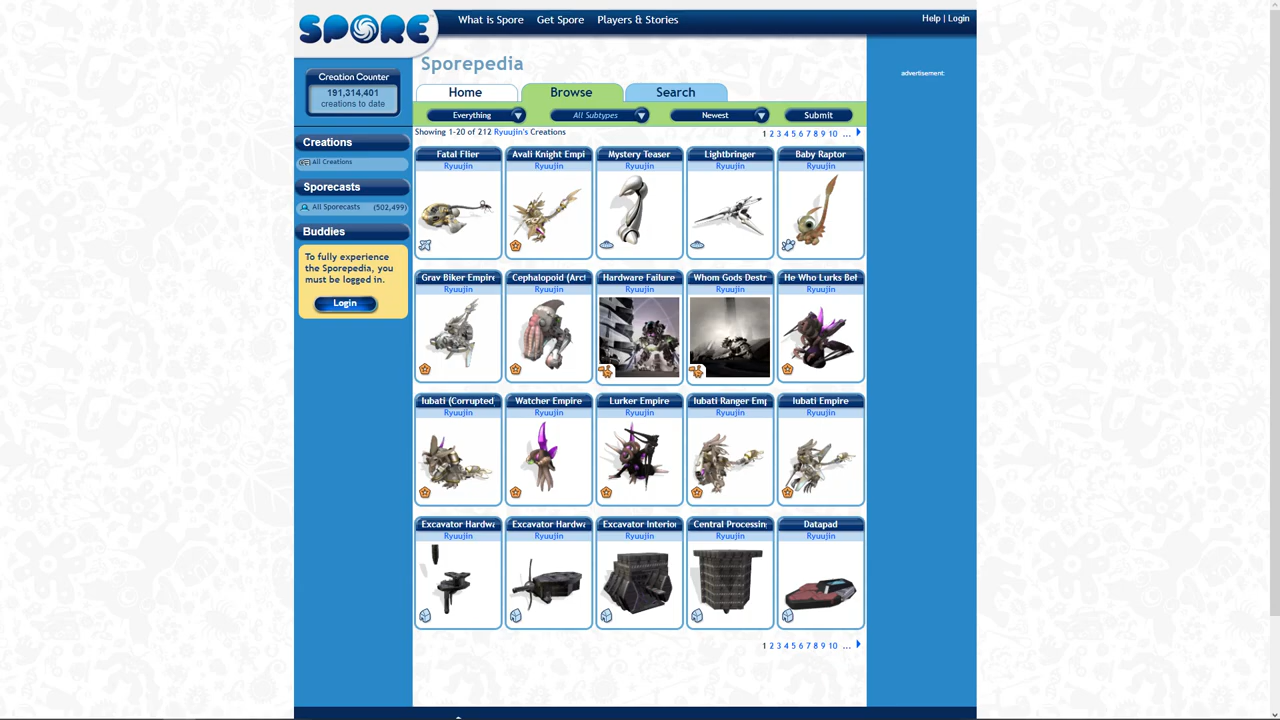 SPORE
What is Spore
Get Spore
Players & Stories
Help | Login
Creation Counter
191,314,401
creations to date
Creations
All Creations
Sporecasts
All Sporecasts (502,499)
Buddies
To fully experience
the Sporepedia, you
must be logged in.
Login
Sporepedia
advertisement:
Home
Browse
Search
Everything
All Subtypes
Newest
Submit
Showing 1-20 of 212 Ryuujin's Creations
1 2 3 4 5 6 7 8 9 10 ...
Fatal Flier
Ryuujin
Avali Knight Empi
Ryuujin
Mystery Teaser
Ryuujin
Lightbringer
Ryuujin
Baby Raptor
Ryuujin
Grav Biker Empire
Ryuujin
Cephalopoid (Arct
Ryuujin
Hardware Failure
Ryuujin
Whom Gods Destr
Ryuujin
He Who Lurks Bel
Ryuujin
Iubati (Corrupted
Ryuujin
Watcher Empire
Ryuujin
Lurker Empire
Ryuujin
Iubati Ranger Emp
Ryuujin
Iubati Empire
Ryuujin
Excavator Hardwa
Ryuujin
Excavator Hardwa
Ryuujin
Excavator Interior
Ryuujin
Central Processing
Ryuujin
Datapad
Ryuujin
1 2 3 4 5 6 7 8 9 10 ...